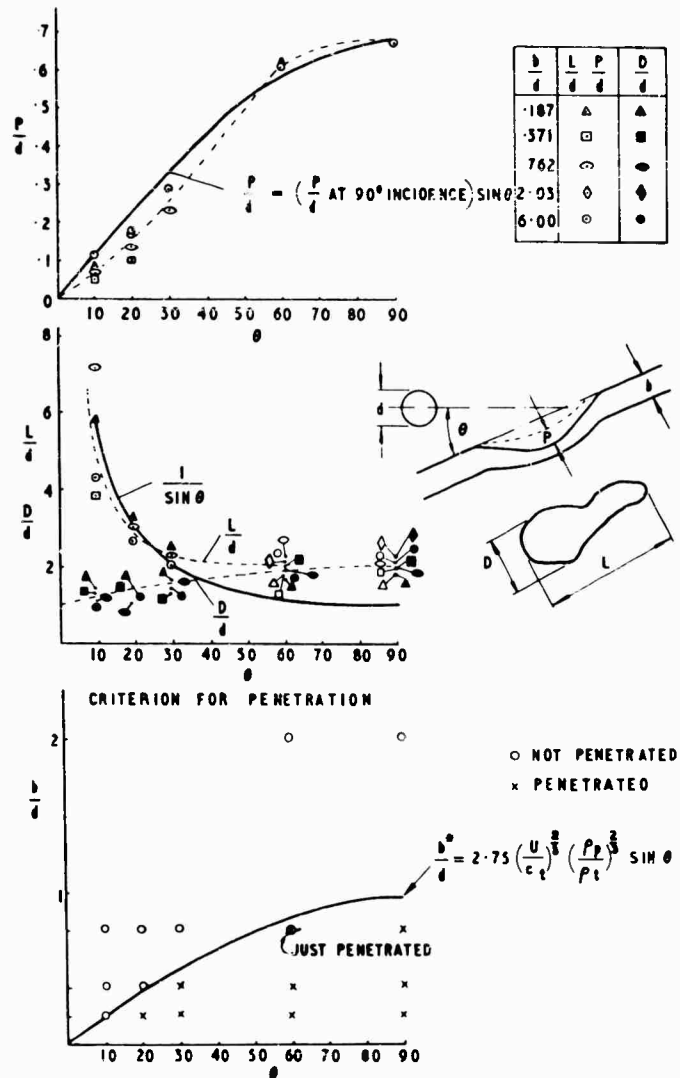 .7
.6
.5
P/d
.4
.3
.2
.1
0
10 20 30 40 50 60 70 80 90
θ
P/d = (P/d AT 90° INCIDENCE) SIN θ
b/d L/d P/d D/d
·187
·371
762
2·03
6·00
8
6
4
2
D/d L/d
1/SIN θ
L/d
D/d
10 20 30 40 50 60 70 80 90
θ
d
θ
P
b
D
L
CRITERION FOR PENETRATION
2
b/d
1
○ NOT PENETRATED
× PENETRATED
b*/d = 2·75 (U/c t)^2/3 (ρp/ρt)^2/3 SIN θ
JUST PENETRATED
10 20 30 40 50 60 70 80 90
θ